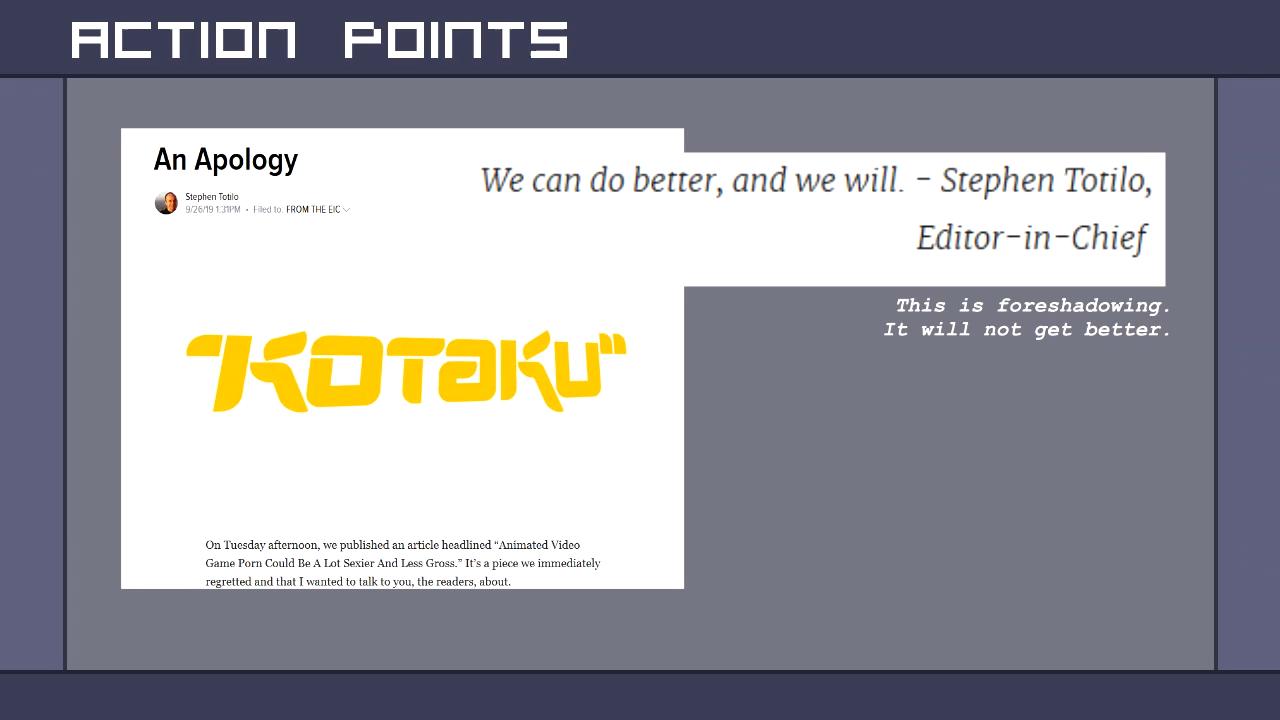 ACTION POINTS
An Apology
Stephen Totilo
9/26/19 1:31PM • Filed to: FROM THE EIC
We can do better, and we will. - Stephen Totilo,
Editor-in-Chief
This is foreshadowing.
It will not get better.
"KOTaKU"
On Tuesday afternoon, we published an article headlined “Animated Video
Game Porn Could Be A Lot Sexier And Less Gross.” It’s a piece we immediately
regretted and that I wanted to talk to you, the readers, about.